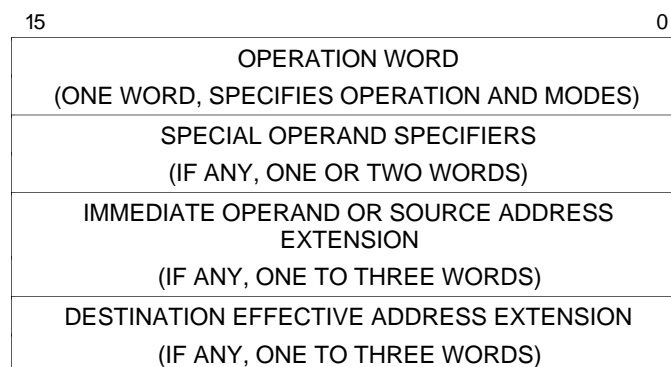 15 0
OPERATION WORD
(ONE WORD, SPECIFIES OPERATION AND MODES)
SPECIAL OPERAND SPECIFIERS
(IF ANY, ONE OR TWO WORDS)
IMMEDIATE OPERAND OR SOURCE ADDRESS
EXTENSION
(IF ANY, ONE TO THREE WORDS)
DESTINATION EFFECTIVE ADDRESS EXTENSION
(IF ANY, ONE TO THREE WORDS)